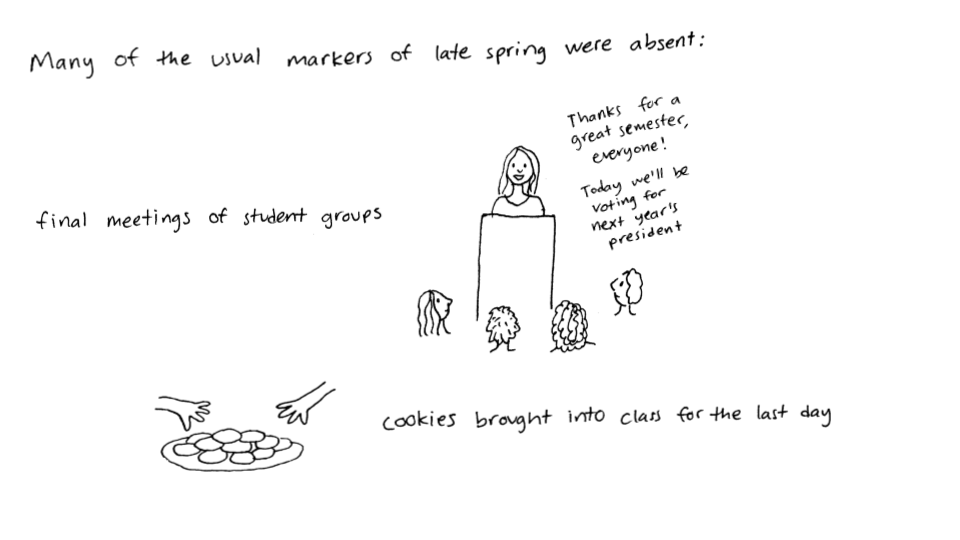 Many of the usual markers of late spring were absent:
Thanks for a
great semester,
everyone!
Today we'll be
voting for
next year's
president
final meetings of student groups
cookies brought into class for the last day